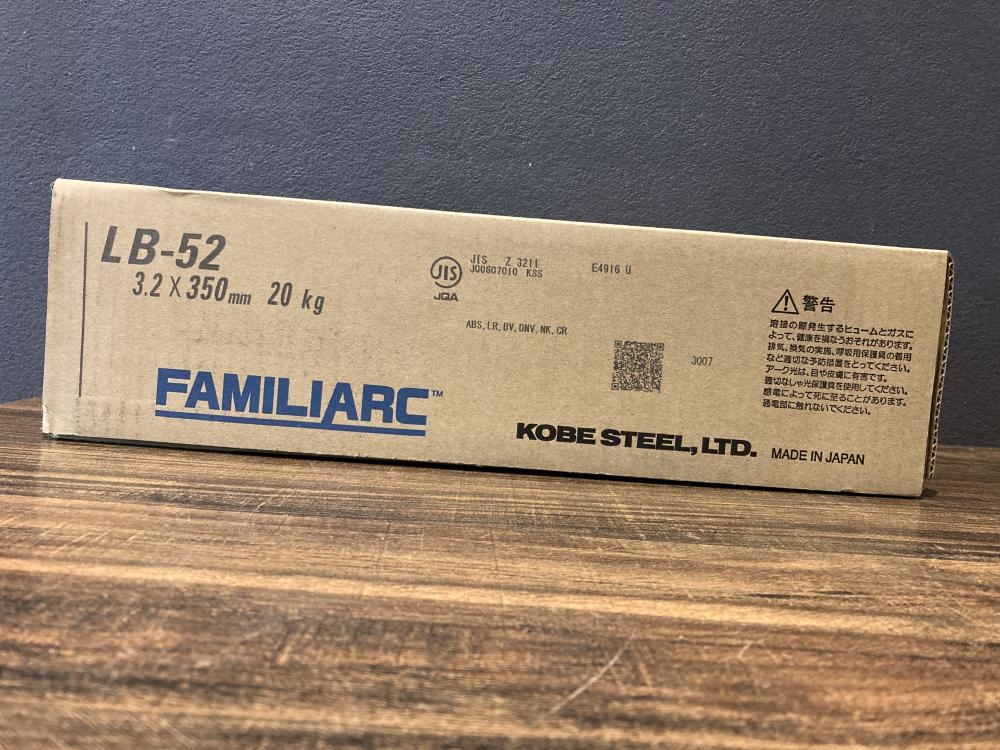 LB-52
3.2 X 350mm 20 kg
JIS
JQA
JIS Z 3211
JQ0607010 KSS
E4916 U
ABS, LR, BV, DNV, NK, CR
3007
FAMILIARC™
KOBE STEEL, LTD. MADE IN JAPAN
警告
溶接の際発生するヒュームとガスに
よって、健康を損なうおそれがあります。
排気、換気の実施、呼吸用保護具の着用
など適切な予防措置をとってください。
アーク光は、目や皮膚に有害です。
適切なしゃ光保護具を使用してください。
感電によって死に至ることがあります。
通電部に触れないでください。